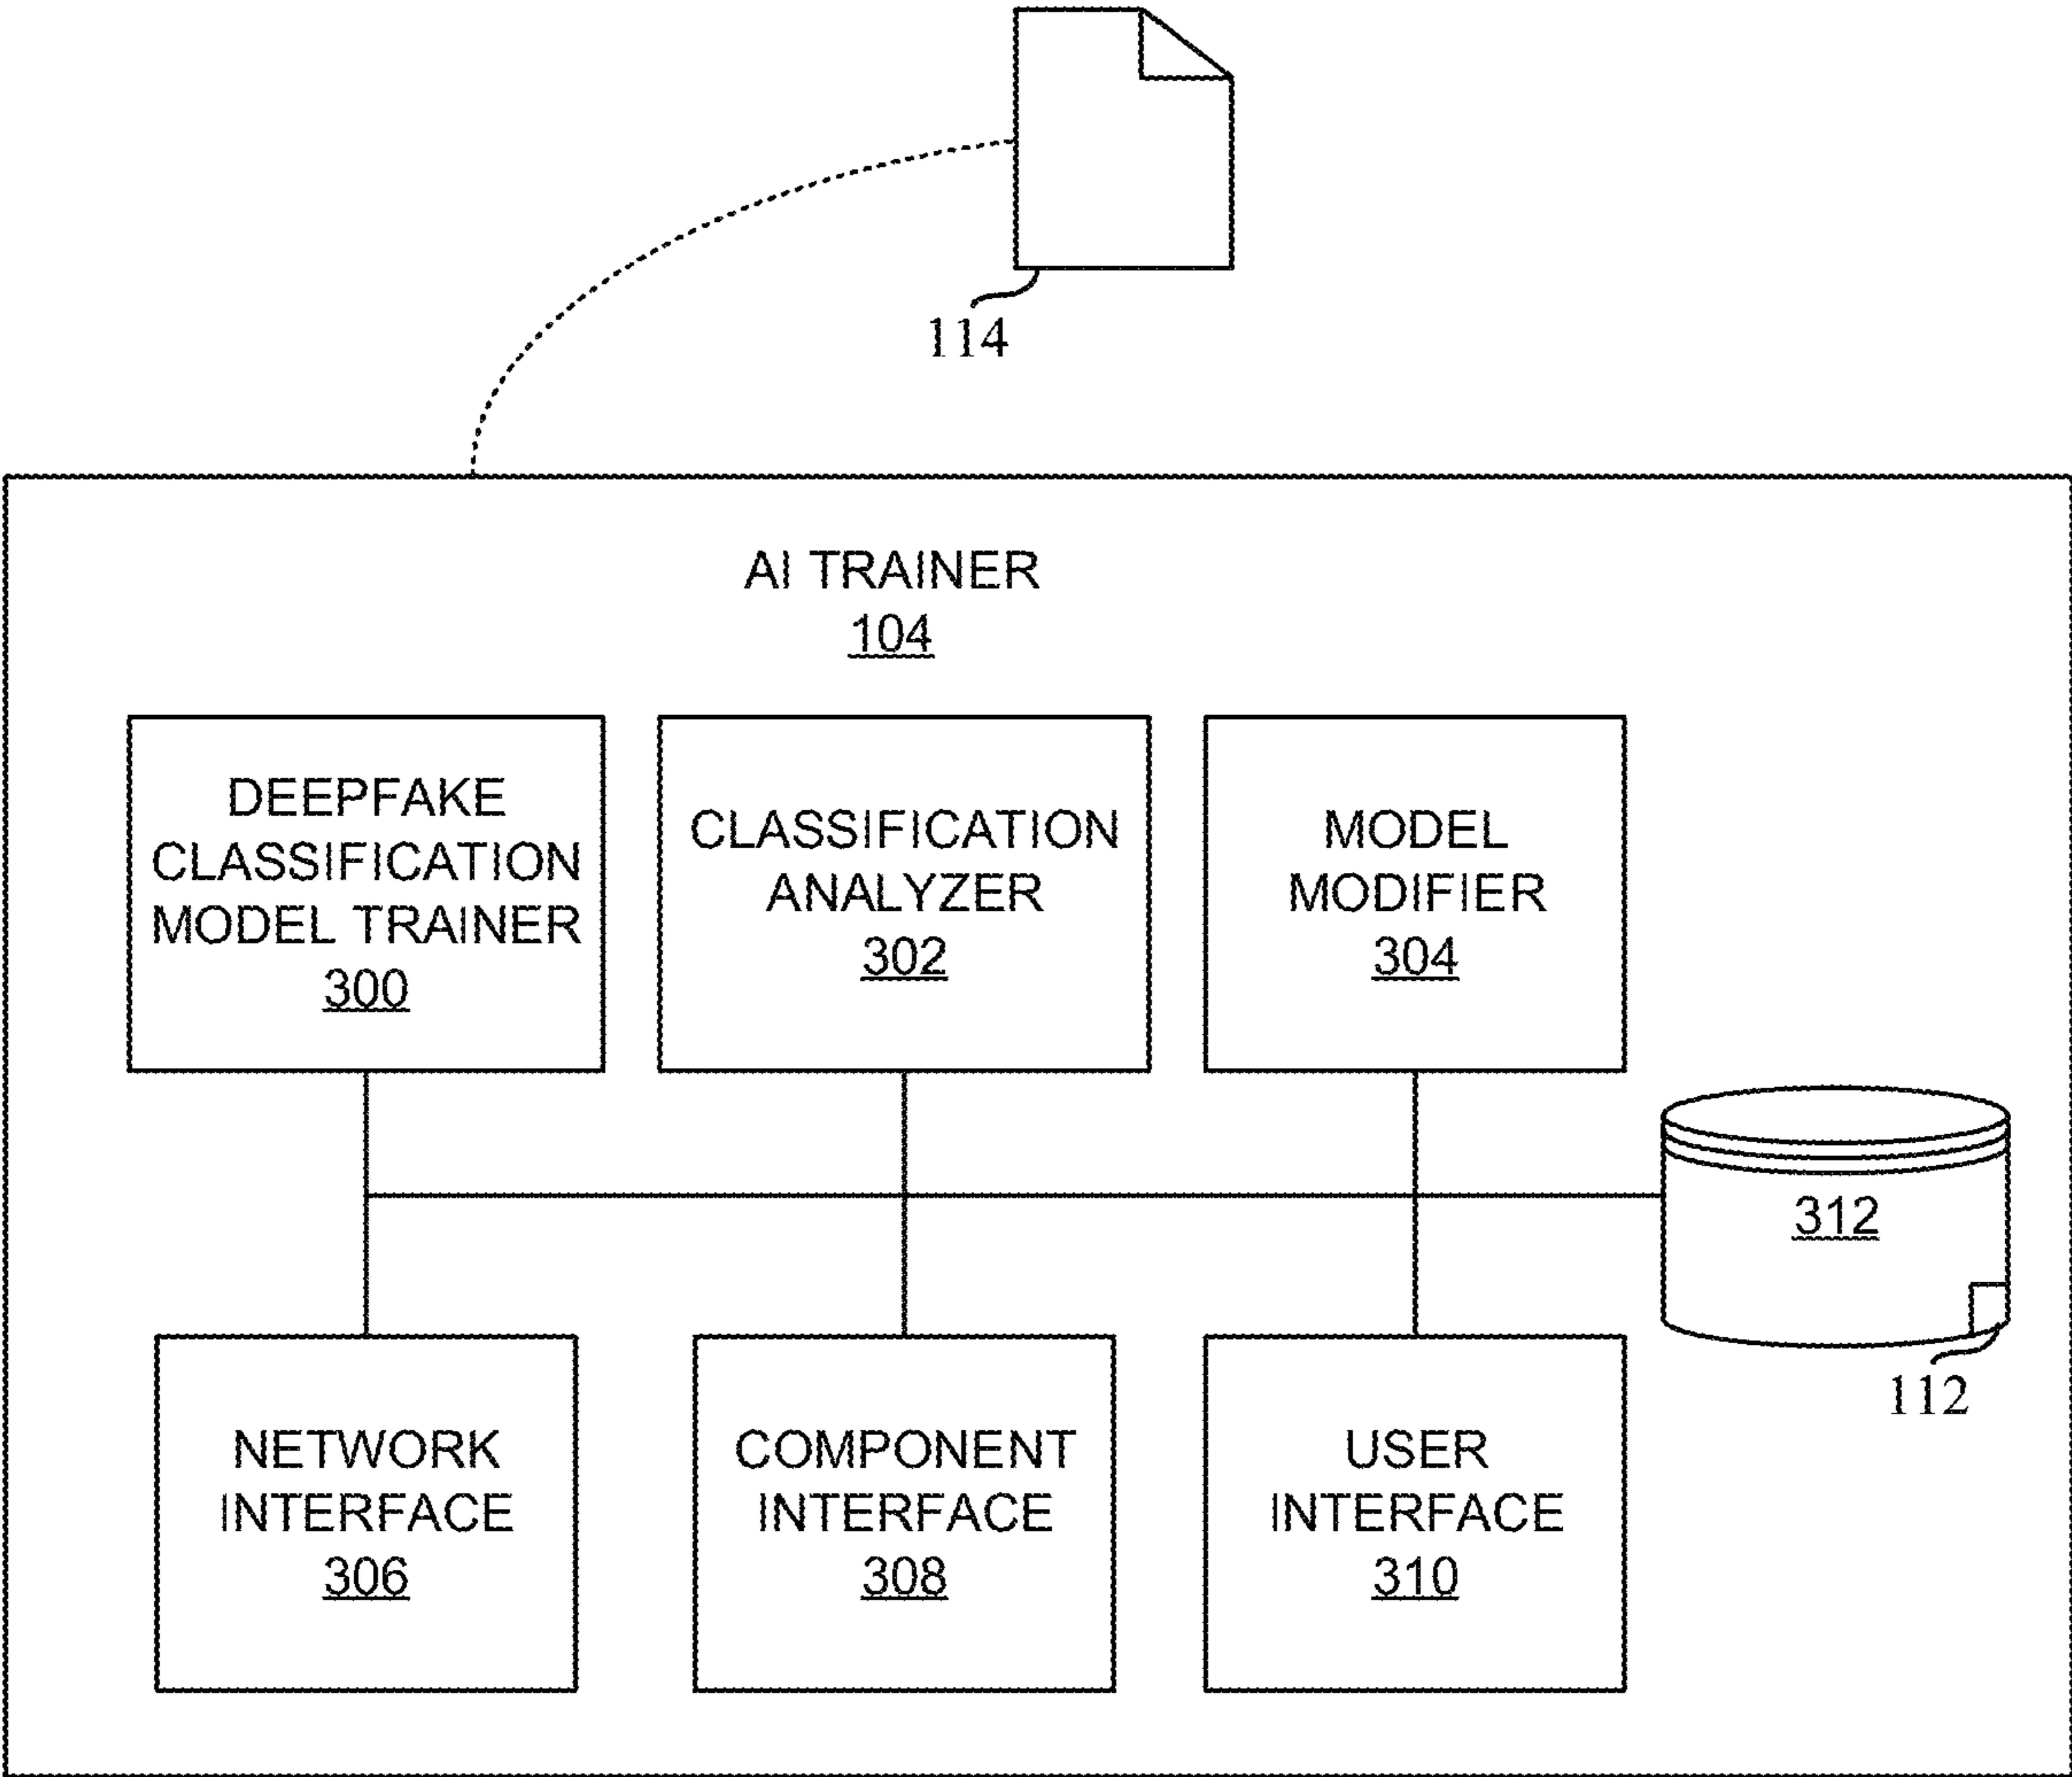 114
AI TRAINER
104
DEEPFAKE
CLASSIFICATION
MODEL TRAINER
300
CLASSIFICATION
ANALYZER
302
MODEL
MODIFIER
304
312
112
NETWORK
INTERFACE
306
COMPONENT
INTERFACE
308
USER
INTERFACE
310